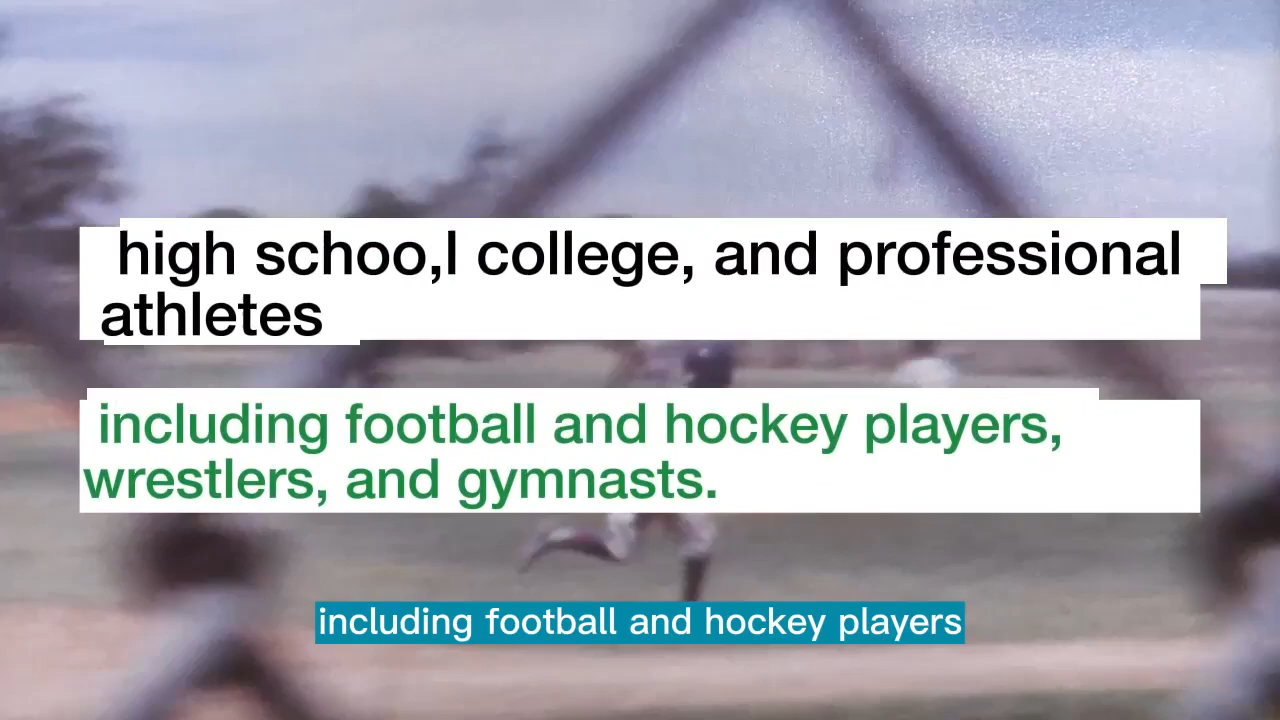 high schoo,l college, and professional
athletes
including football and hockey players,
wrestlers, and gymnasts.
including football and hockey players